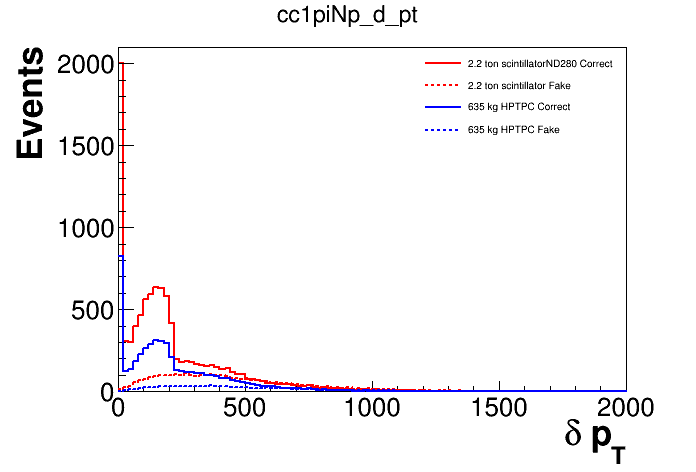 cc1piNp_d_pt
Events
2000
1500
1000
500
0
2.2 ton scintillatorND280 Correct
2.2 ton scintillator Fake
635 kg HPTPC Correct
635 kg HPTPC Fake
0 500 1000 1500 2000
δ p_T